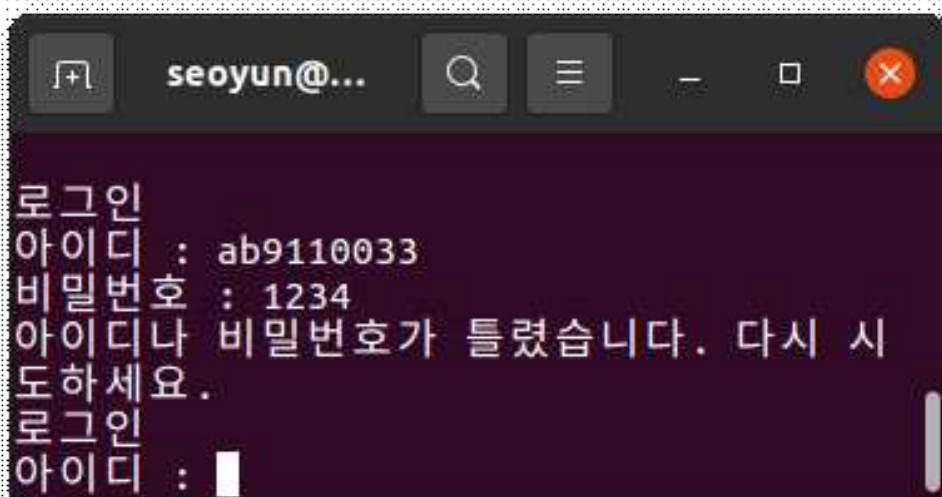 seoyun@...
로그인
아이디 : ab9110033
비밀번호 : 1234
아이디나 비밀번호가 틀렸습니다. 다시 시
도하세요.
로그인
아이디 :